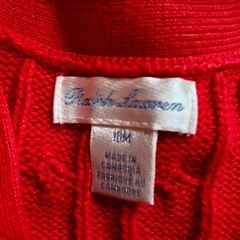 Ralph Lauren
18M
MADE IN
CAMBODIA
FABRIQUÉ AU
CAMBODGE